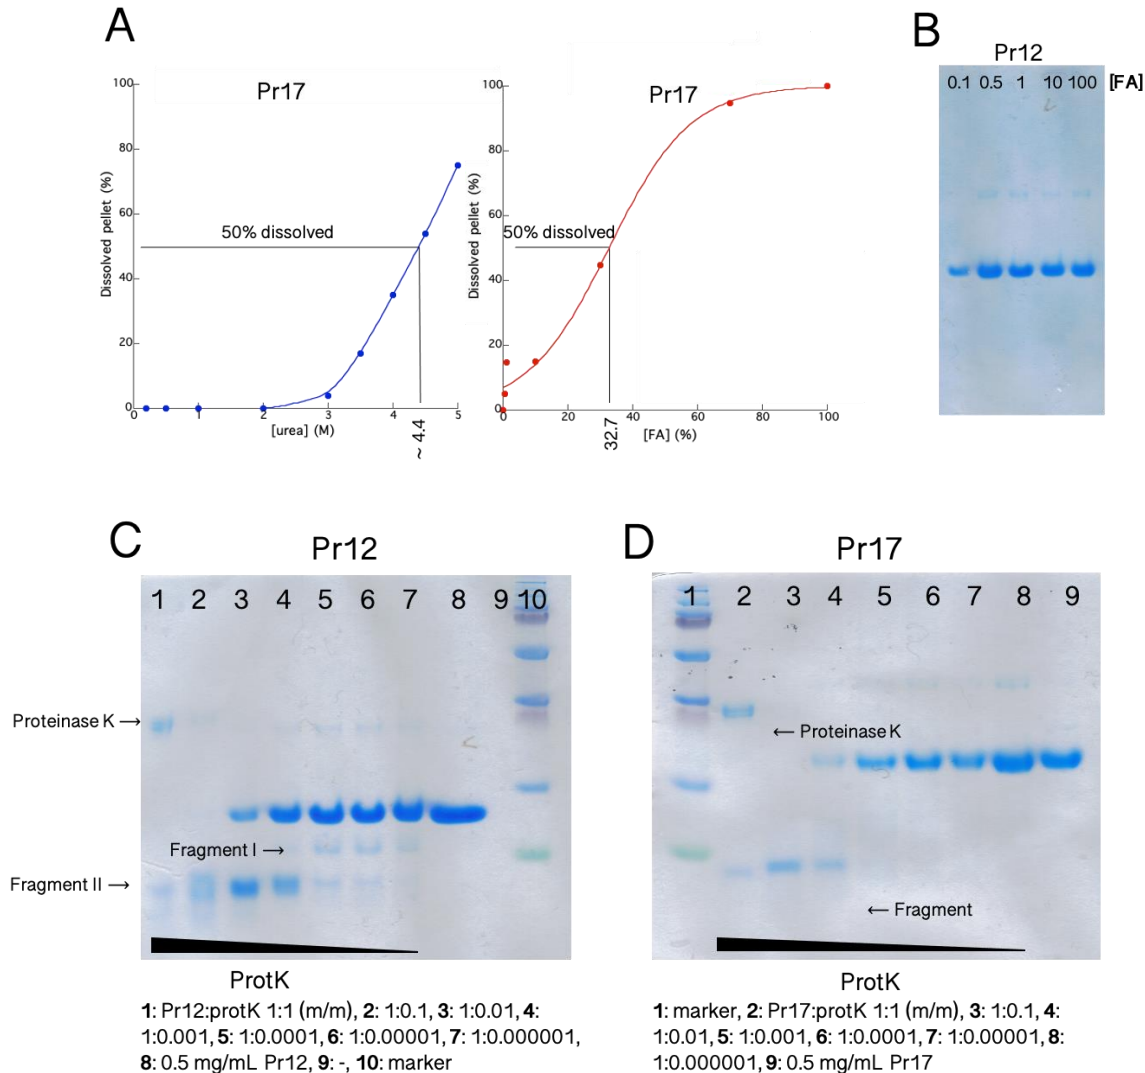 A
B
Pr12
0.1 0.5 1 10 100 [FA]
Pr17
100
80
60
40
20
0
Dissolved pellet (%)
50% dissolved
0 1 2 3 4 5
[urea] (M)
~ 4.4
Pr17
100
80
60
40
20
0
Dissolved pellet (%)
50% dissolved
0 20 40 60 80 100
[FA] (%)
32.7
C
Pr12
1 2 3 4 5 6 7 8 9 10
Proteinase K →
Fragment I →
Fragment II →
ProtK
1: Pr12:protK 1:1 (m/m), 2: 1:0.1, 3: 1:0.01, 4:
1:0.001, 5: 1:0.0001, 6: 1:0.00001, 7: 1:0.000001,
8: 0.5 mg/mL Pr12, 9: -, 10: marker
D
Pr17
1 2 3 4 5 6 7 8 9
← Proteinase K
← Fragment
ProtK
1: marker, 2: Pr17:protK 1:1 (m/m), 3: 1:0.1, 4:
1:0.01, 5: 1:0.001, 6: 1:0.0001, 7: 1:0.00001, 8:
1:0.000001, 9: 0.5 mg/mL Pr17